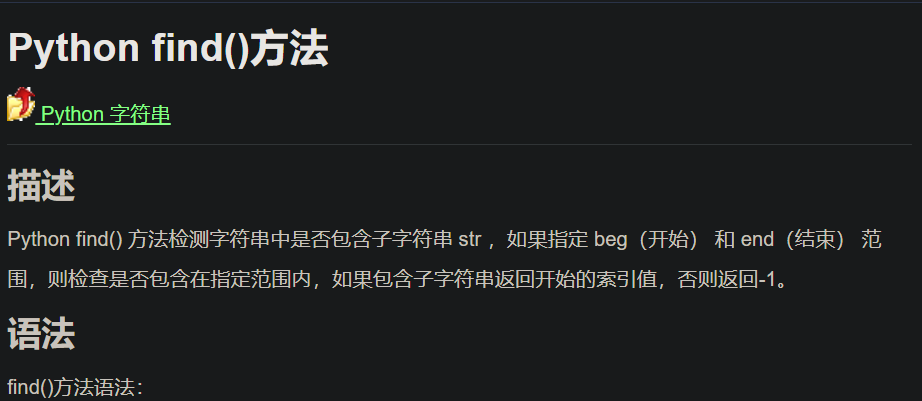 Python find()方法
Python 字符串
描述
Python find() 方法检测字符串中是否包含子字符串 str ，如果指定 beg（开始） 和 end（结束） 范
围，则检查是否包含在指定范围内，如果包含子字符串返回开始的索引值，否则返回-1。
语法
find()方法语法：